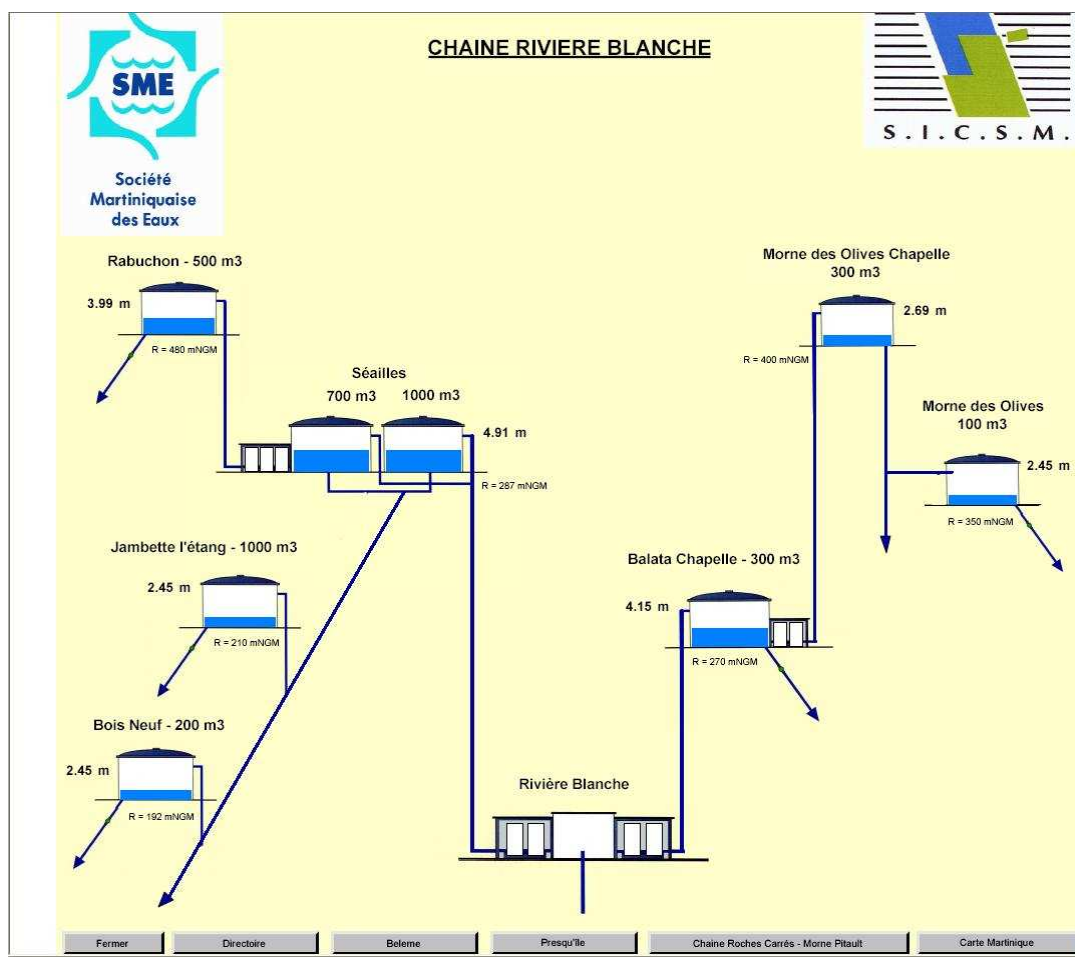 CHAINE RIVIERE BLANCHE
SME
Société
Martiniquaise
des Eaux
S.I.C.S.M.
Rabuchon - 500 m3
3.99 m
R = 480 mNGM
Séailles
700 m3 1000 m3
4.91 m
R = 287 mNGM
Jambette l'étang - 1000 m3
2.45 m
R = 210 mNGM
Bois Neuf - 200 m3
2.45 m
R = 192 mNGM
Morne des Olives Chapelle
300 m3
2.69 m
R = 400 mNGM
Morne des Olives
100 m3
2.45 m
R = 350 mNGM
Balata Chapelle - 300 m3
4.15 m
R = 270 mNGM
Rivière Blanche
Fermer
Directoire
Beleme
Presqu'île
Chaine Roches Carrés - Morne Pitault
Carte Martinique